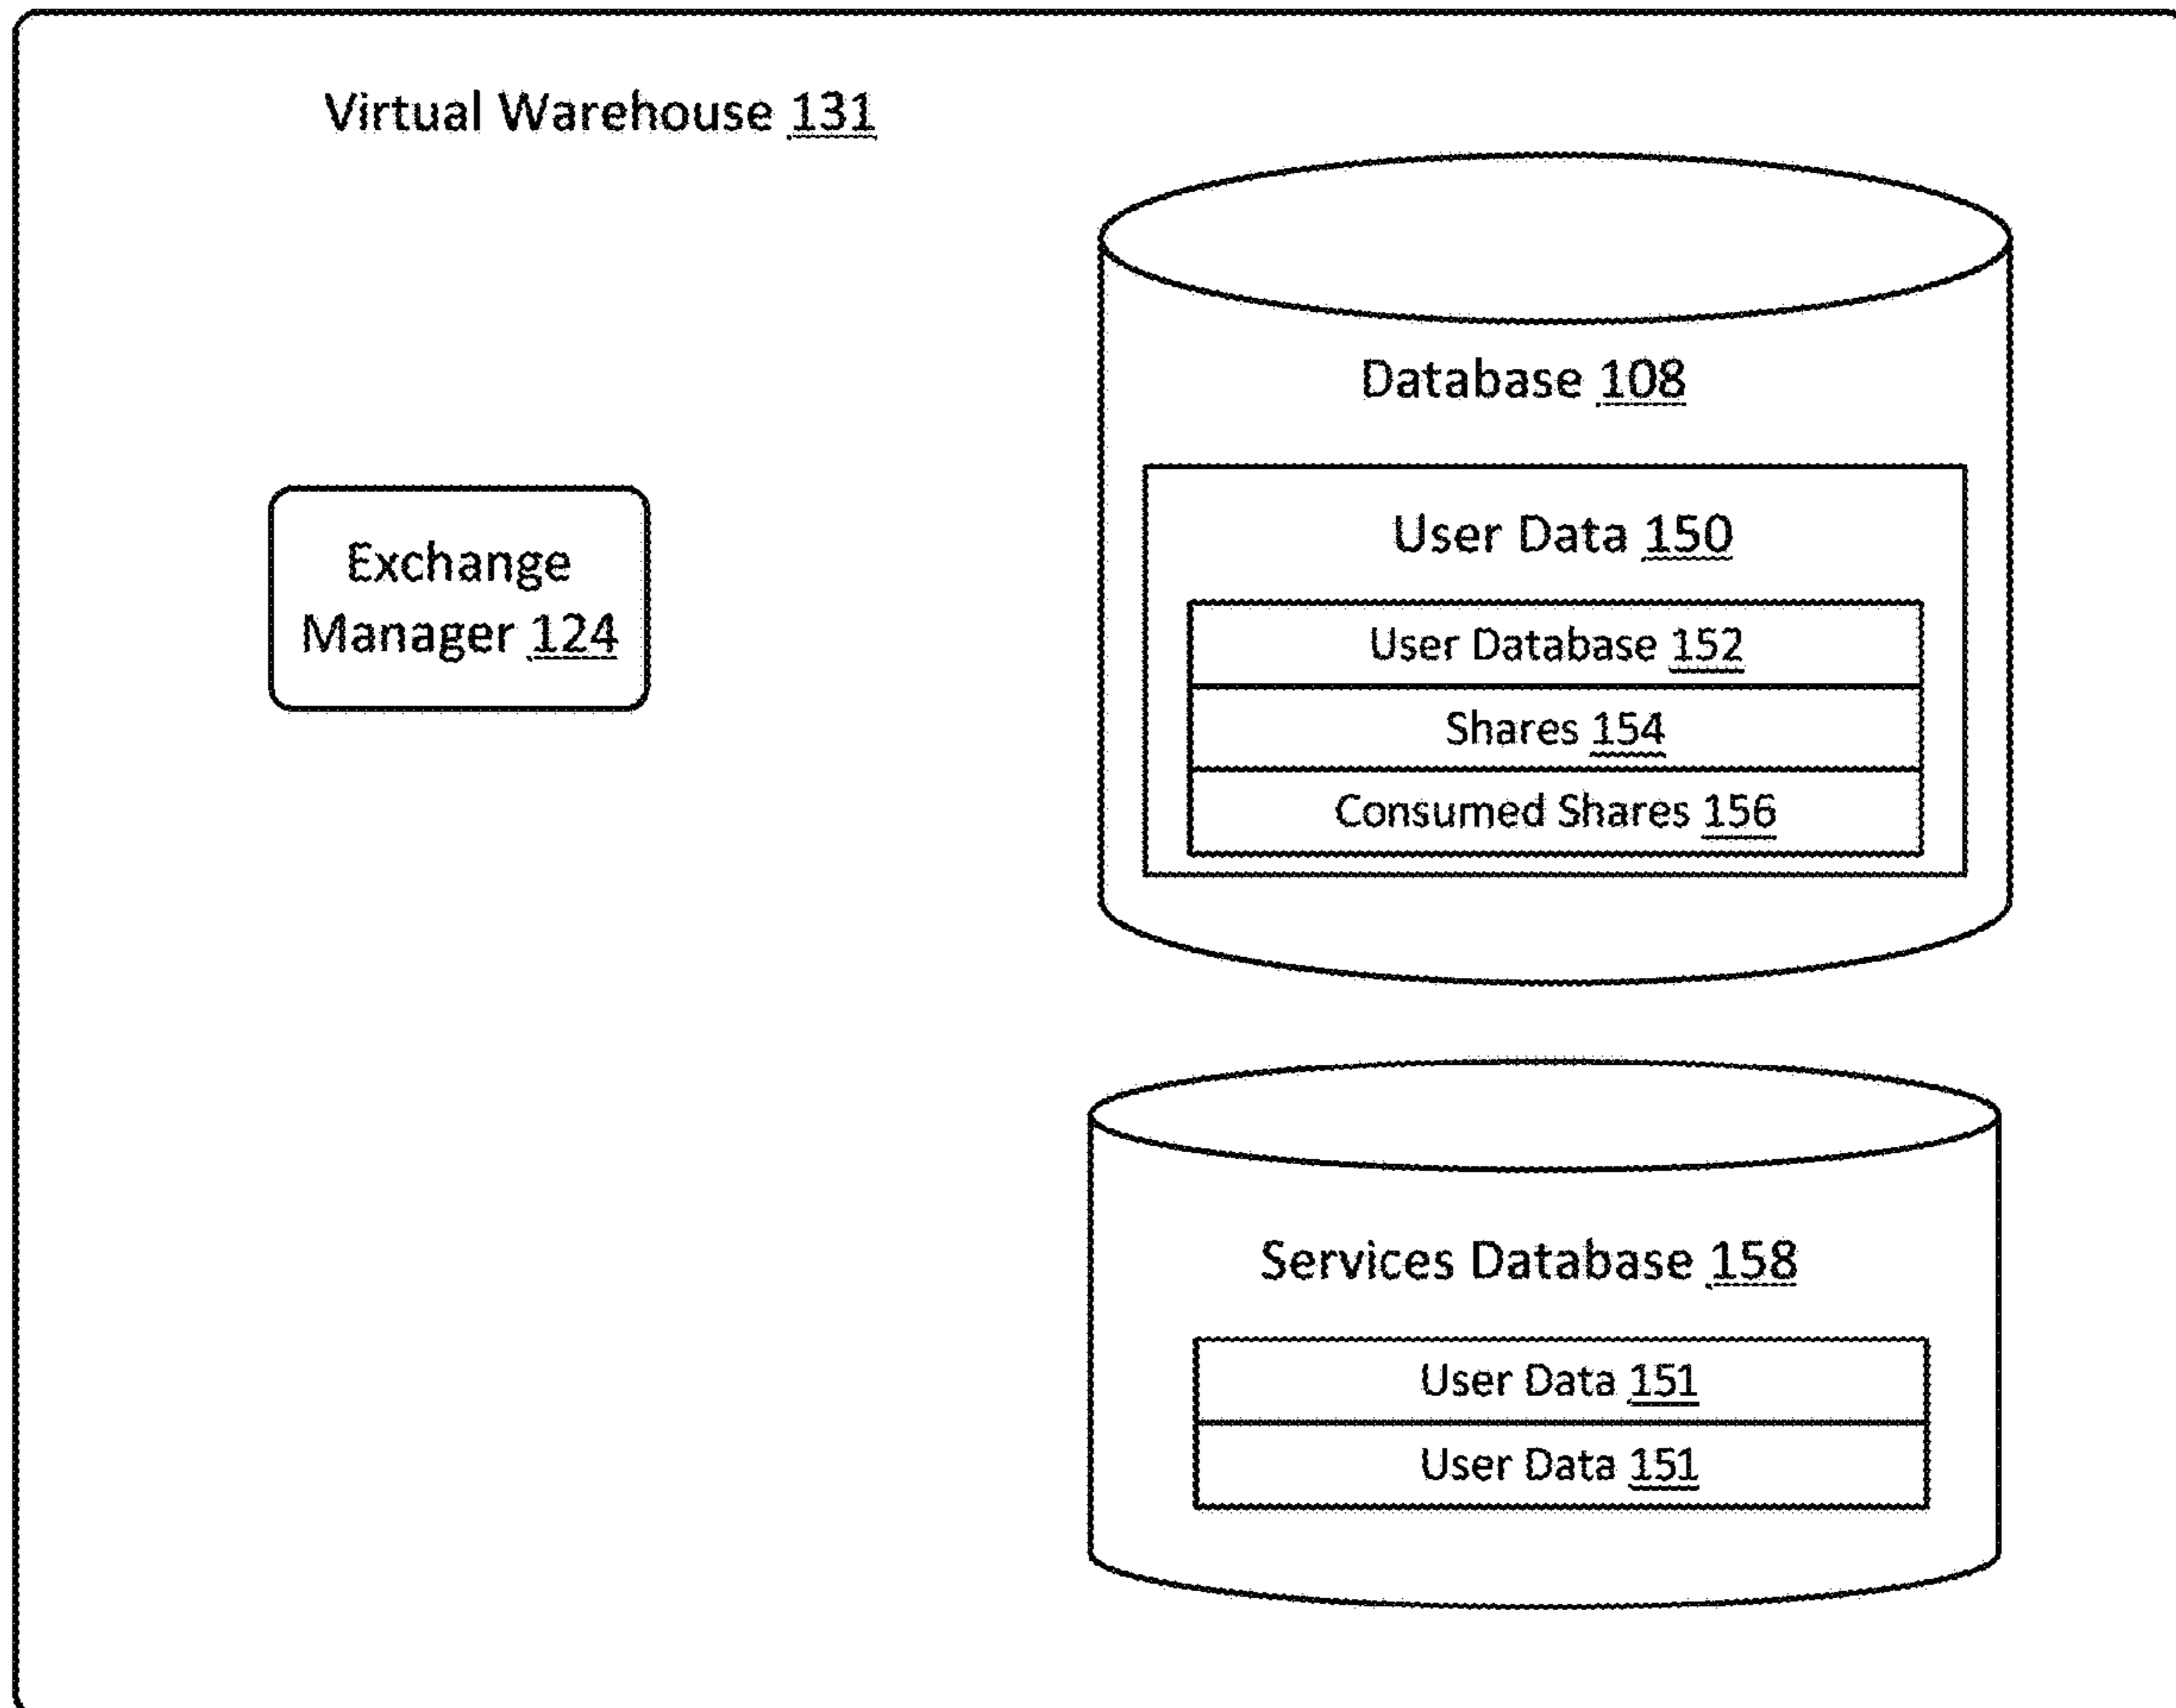 Virtual Warehouse 131
Database 108
User Data 150
Exchange
Manager 124
User Database 152
Shares 154
Consumed Shares 156
Services Database 158
User Data 151
User Data 151